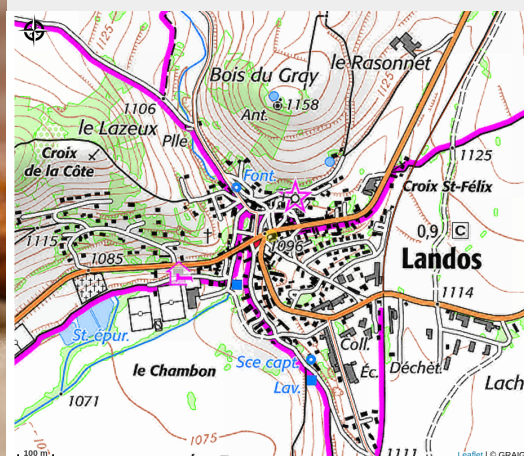 1125
le Rasonnet
Bois du Gray
1125
1158
Ant.
1106
le Lazeux
Plle
Croix
de la Côte
1125
Font.
Croix St-Félix
1115
1096
0,9 C
Landos
1085
1114
St. épur.
Coll.
Sce capt.
Éc.
Déchèt.
le Chambon
Lav.
Lach
1071
1075
1111
100 m
Leaflet | © GRAIG